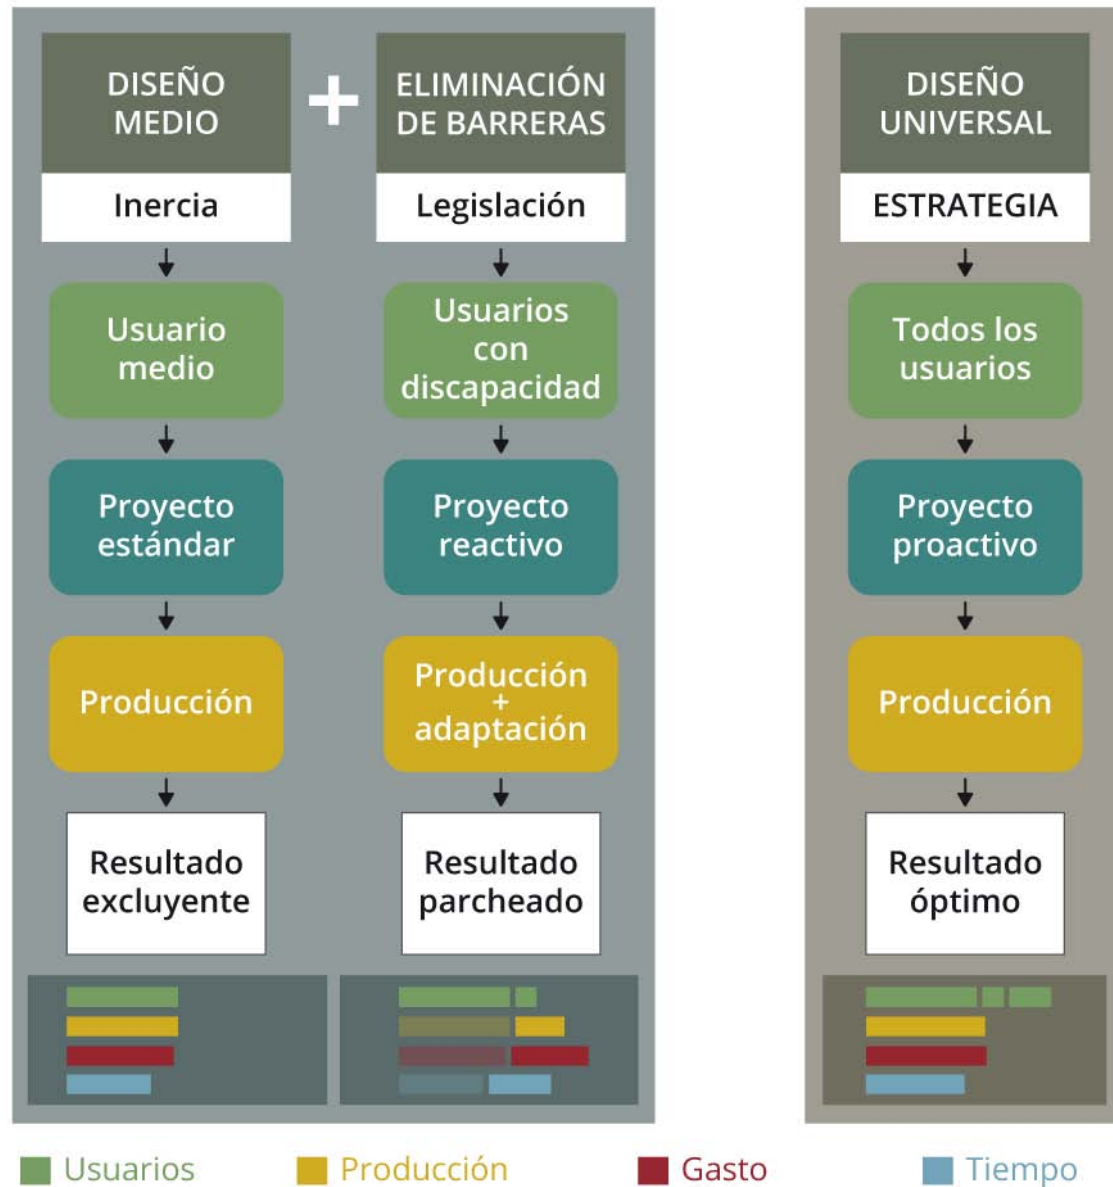 DISEÑO
MEDIO
Inercia
Usuario
medio
Proyecto
estándar
Producción
Resultado
excluyente
+
ELIMINACIÓN
DE BARRERAS
Legislación
Usuarios
con
discapacidad
Proyecto
reactivo
Producción
+
adaptación
Resultado
parcheado
DISEÑO
UNIVERSAL
ESTRATEGIA
Todos los
usuarios
Proyecto
proactivo
Producción
Resultado
óptimo
Usuarios
Producción
Gasto
Tiempo